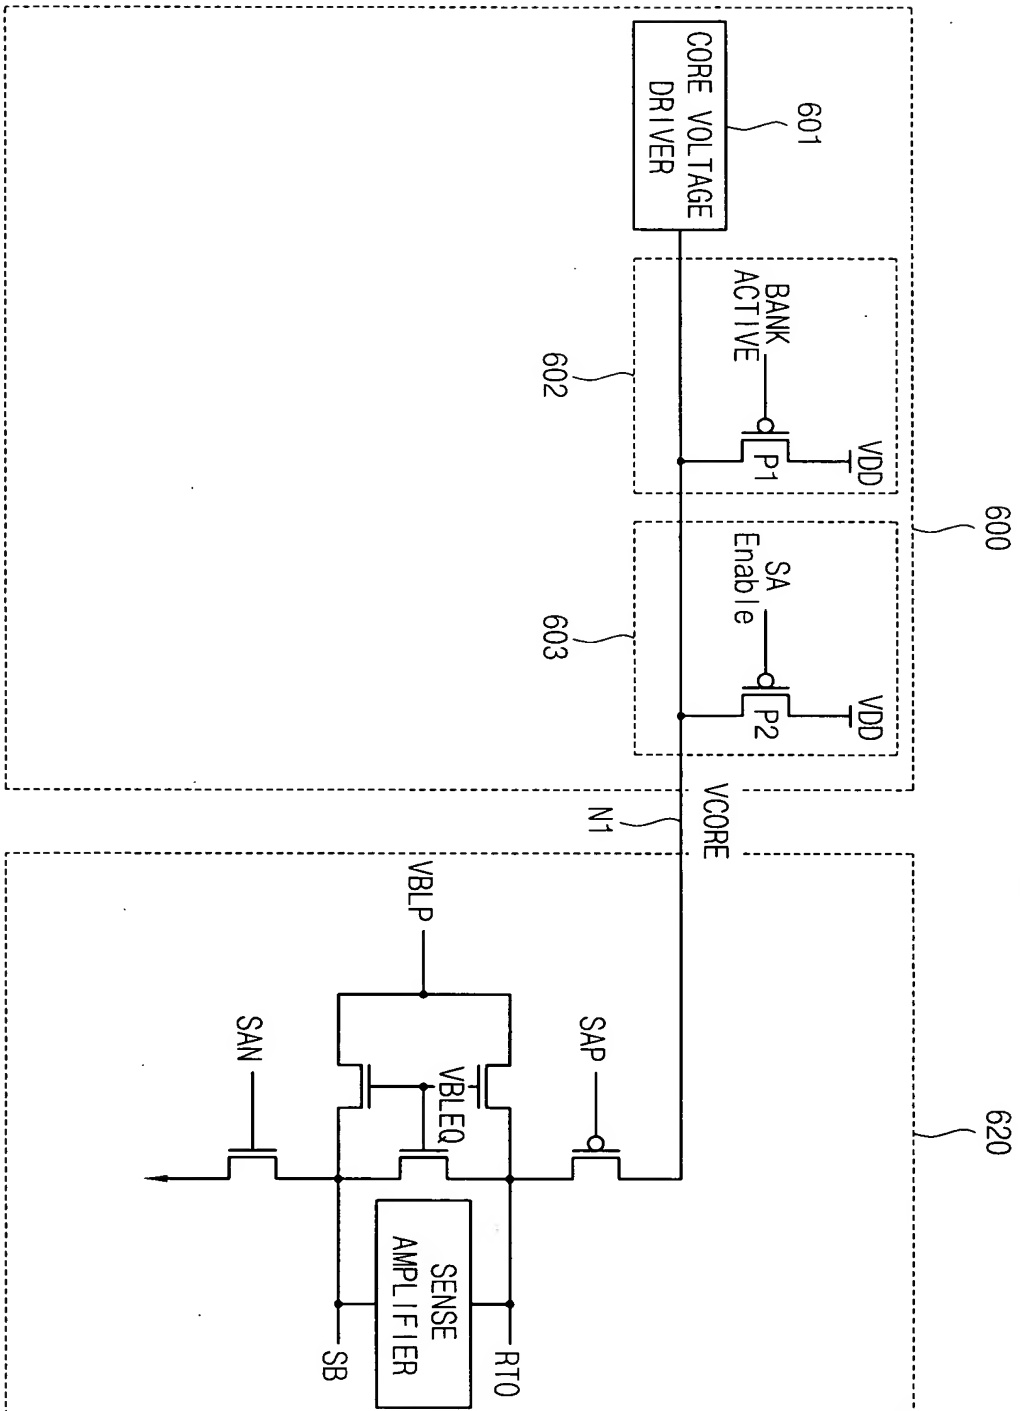 600
620
601
CORE VOLTAGE
DRIVER
BANK
ACTIVE
VDD
P1
602
SA
Enable
VDD
P2
603
VCORE
N1
VBLP
SAP
VBLEQ
SAN
SENSE
AMPLIFIER
RTO
SB